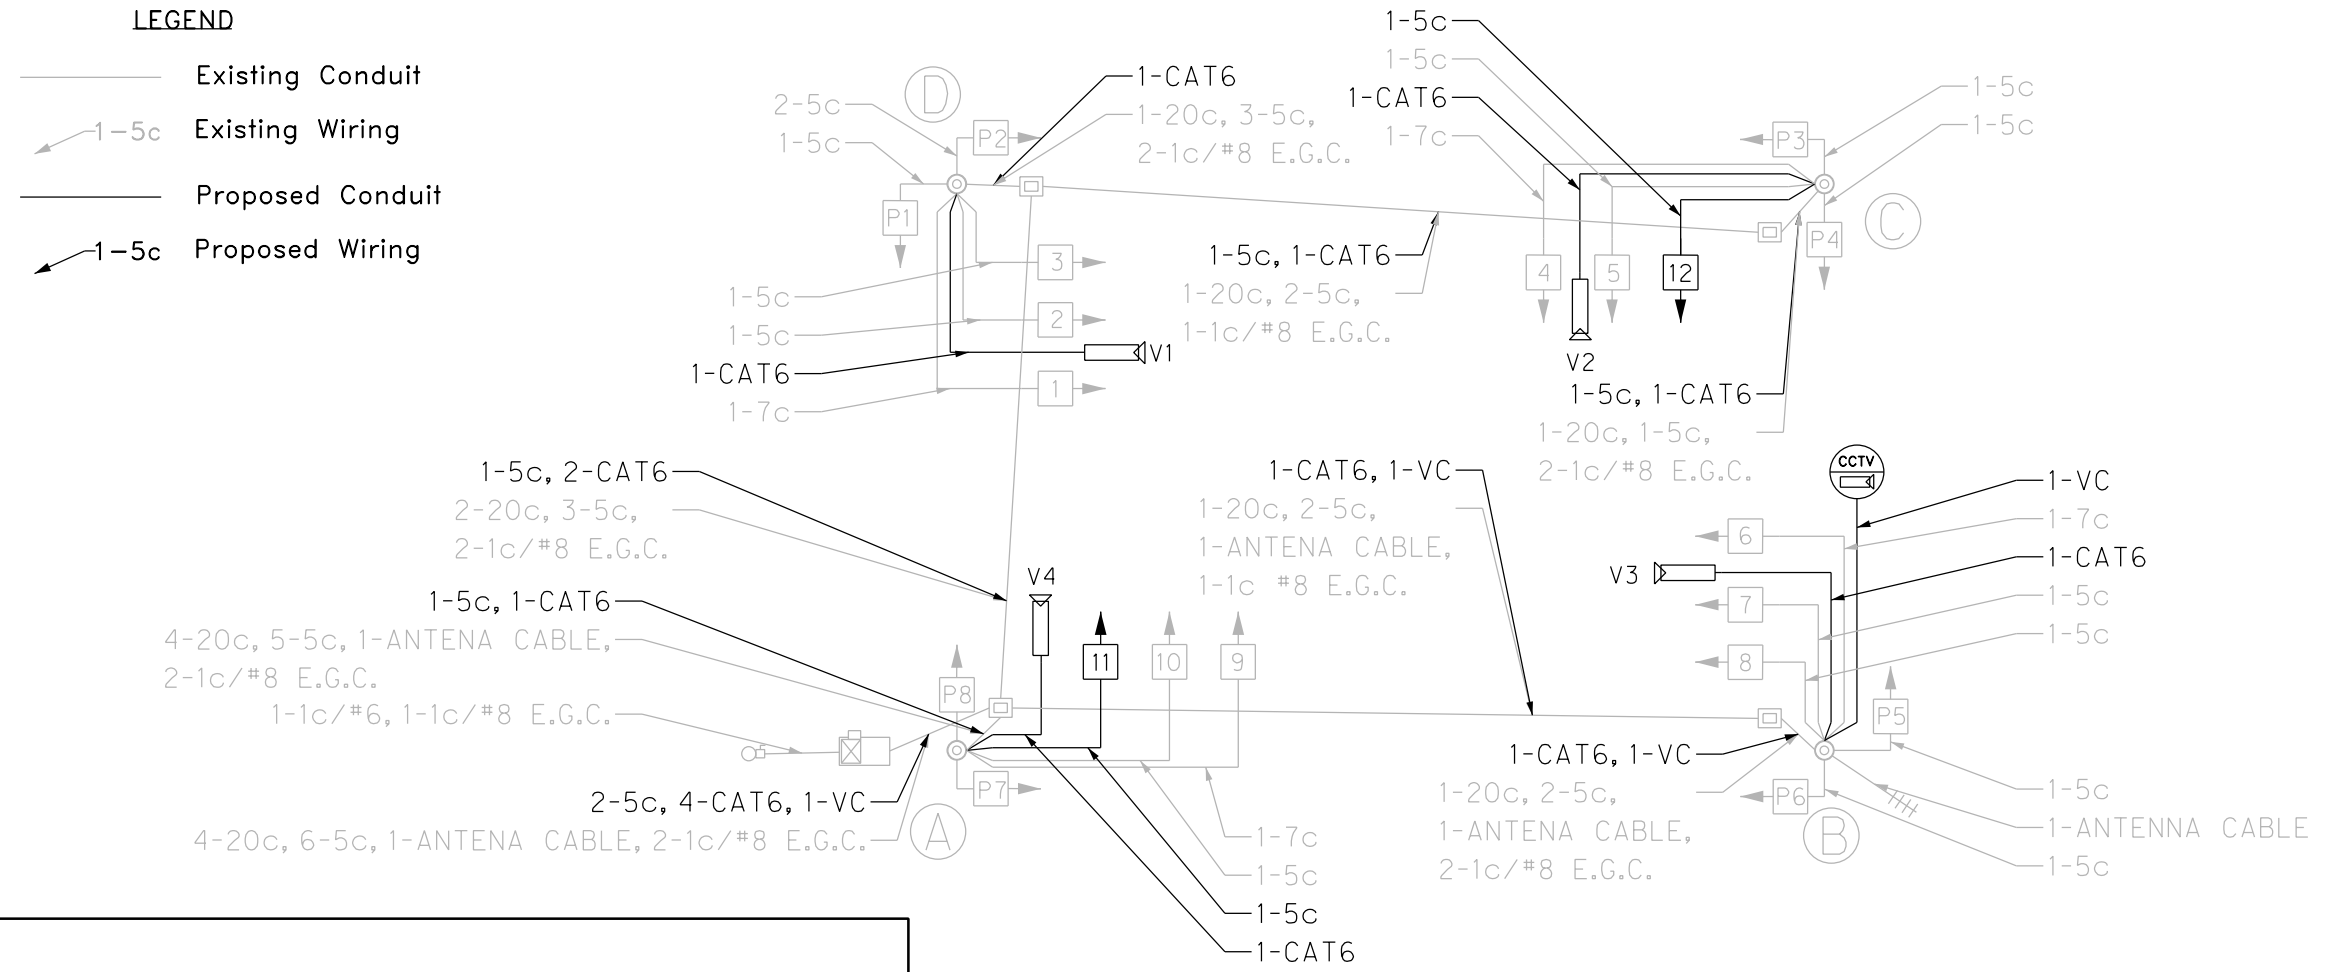 LEGEND
Existing Conduit
1-5c Existing Wiring
Proposed Conduit
1-5c Proposed Wiring
D
2-5c
1-5c
P2
P1
1-CAT6
1-20c, 3-5c,
2-1c/#8 E.G.C.
3
2
V1
1
1-5c
1-5c
1-CAT6
1-7c
1-5c
1-5c
1-CAT6
1-7c
1-5c
1-5c
P3
P4
C
1-5c, 1-CAT6
1-20c, 2-5c,
1-1c/#8 E.G.C.
4
5
12
V2
1-5c, 1-CAT6
1-20c, 1-5c,
2-1c/#8 E.G.C.
1-5c, 2-CAT6
2-20c, 3-5c,
2-1c/#8 E.G.C.
1-5c, 1-CAT6
4-20c, 5-5c, 1-ANTENA CABLE,
2-1c/#8 E.G.C.
1-1c/#6, 1-1c/#8 E.G.C.
2-5c, 4-CAT6, 1-VC
4-20c, 6-5c, 1-ANTENA CABLE, 2-1c/#8 E.G.C.
V4
11
10
9
P8
P7
A
1-7c
1-5c
1-5c
1-CAT6
1-CAT6, 1-VC
1-20c, 2-5c,
1-ANTENA CABLE,
1-1c #8 E.G.C.
CCTV
1-VC
1-7c
1-CAT6
1-5c
1-5c
6
V3
7
8
P5
P6
B
1-CAT6, 1-VC
1-20c, 2-5c,
1-ANTENA CABLE,
2-1c/#8 E.G.C.
1-5c
1-ANTENNA CABLE
1-5c